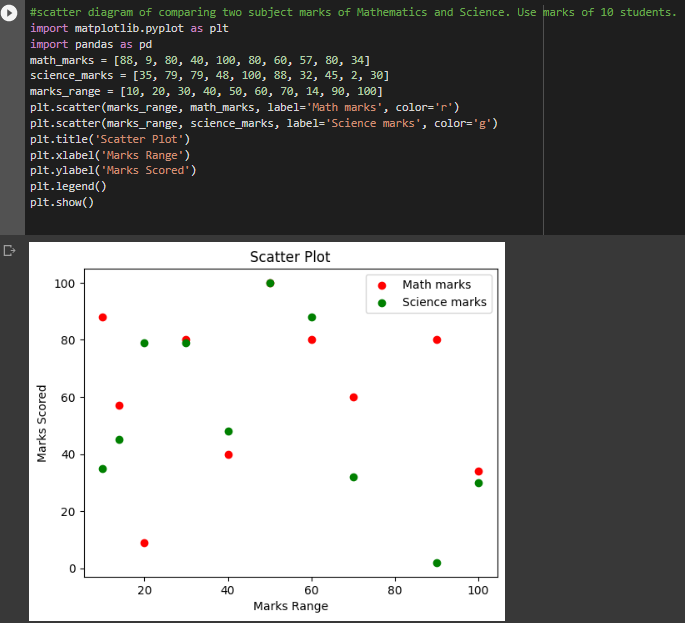 #scatter diagram of comparing two subject marks of Mathematics and Science. Use marks of 10 students.
import matplotlib.pyplot as plt
import pandas as pd
math_marks = [88, 9, 80, 40, 100, 80, 60, 57, 80, 34]
science_marks = [35, 79, 79, 48, 100, 88, 32, 45, 2, 30]
marks_range = [10, 20, 30, 40, 50, 60, 70, 14, 90, 100]
plt.scatter(marks_range, math_marks, label='Math marks', color='r')
plt.scatter(marks_range, science_marks, label='Science marks', color='g')
plt.title('Scatter Plot')
plt.xlabel('Marks Range')
plt.ylabel('Marks Scored')
plt.legend()
plt.show()
Scatter Plot
Math marks
Science marks
100
80
60
40
20
0
Marks Scored
20 40 60 80 100
Marks Range